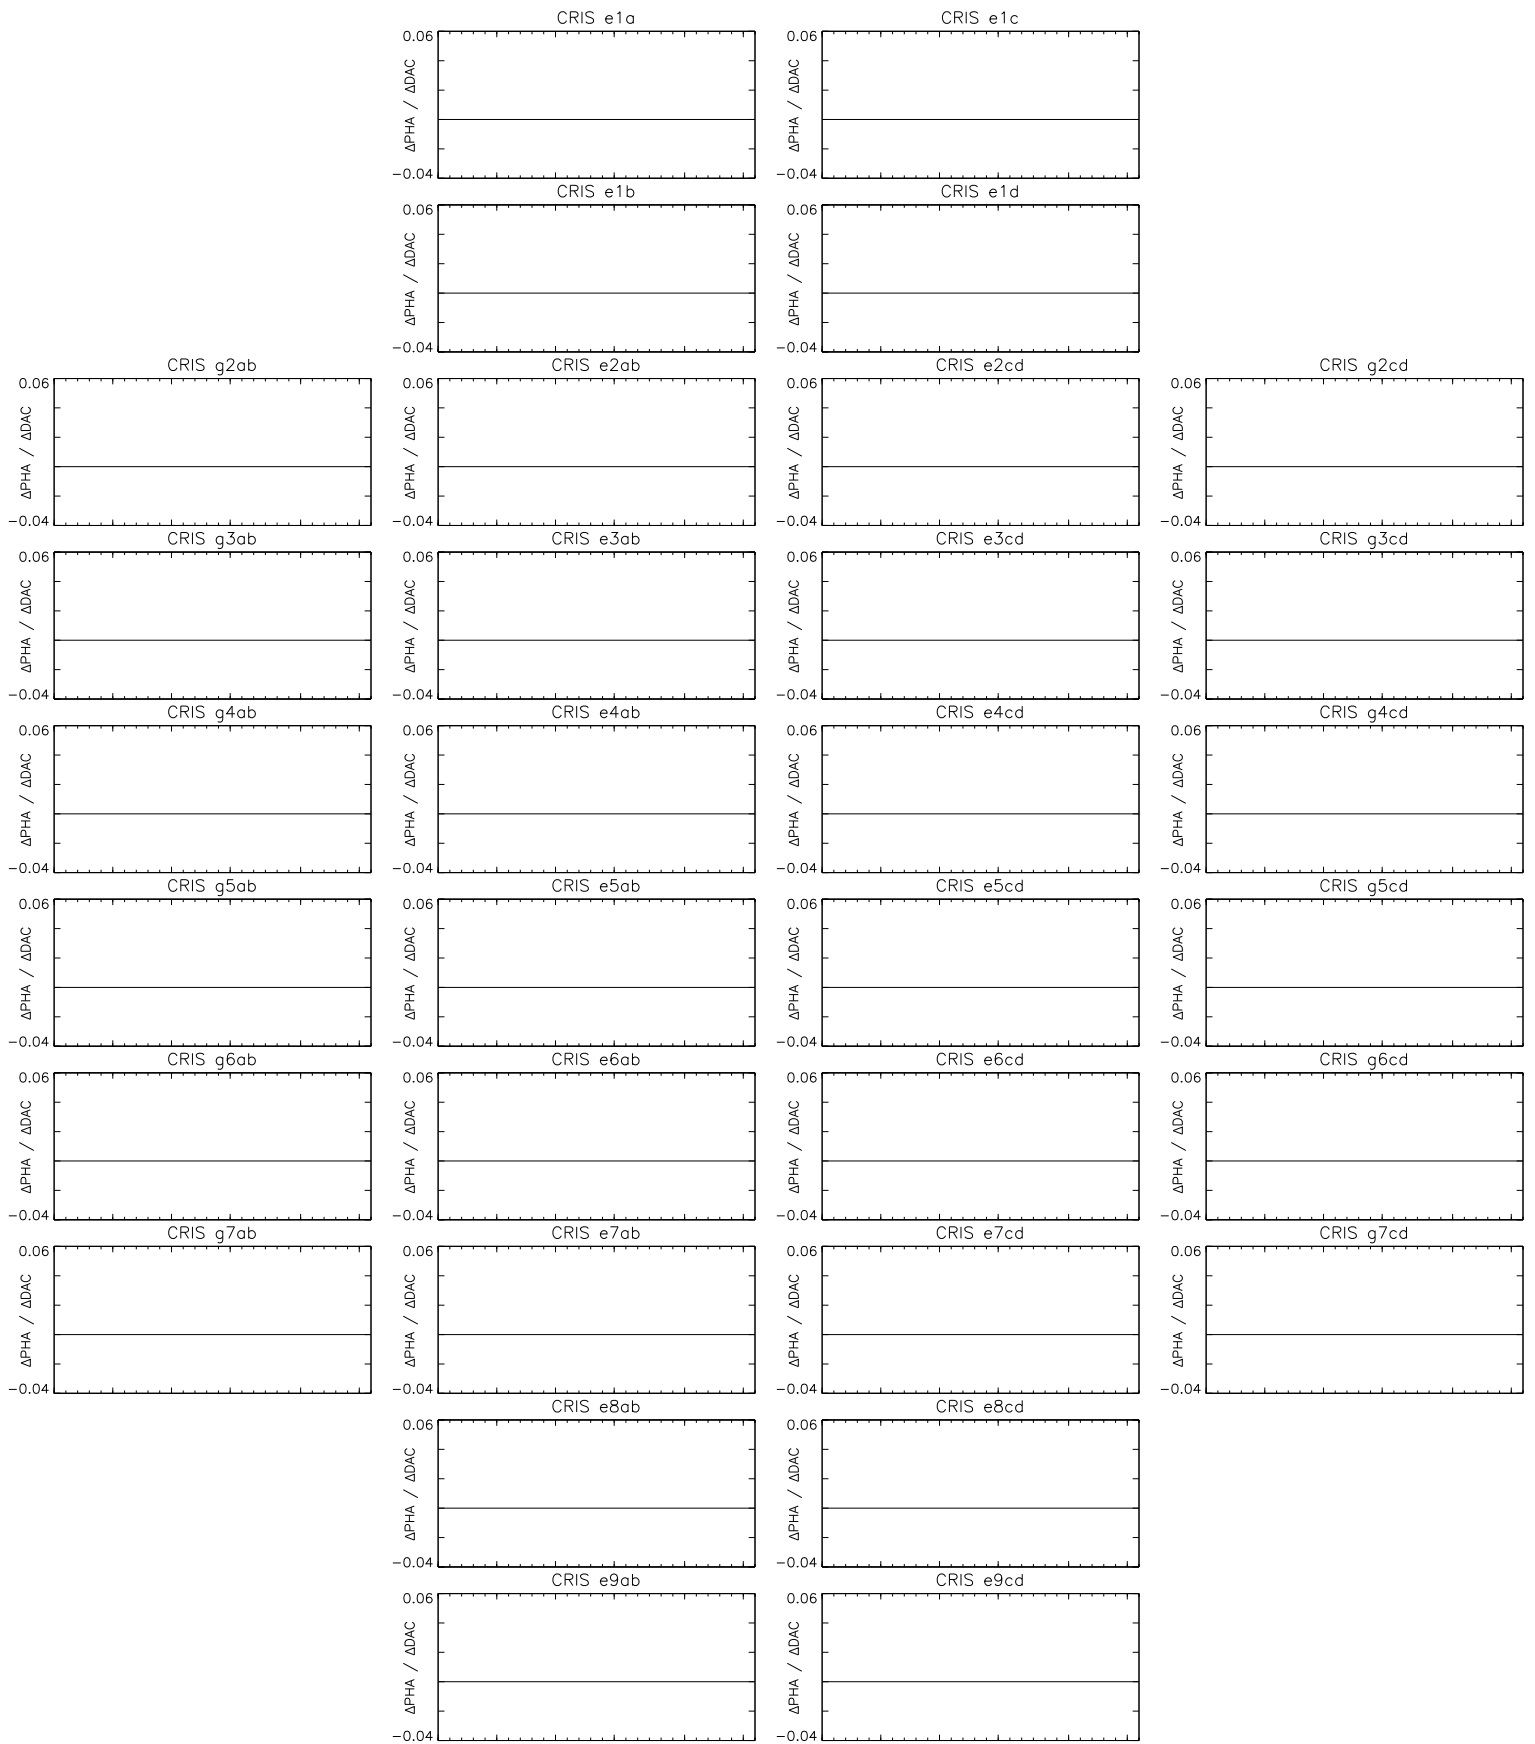 CRIS e1a CRIS e1c
0.06 0.06
ΔPHA / ΔDAC ΔPHA / ΔDAC
-0.04 -0.04
CRIS e1b CRIS e1d
0.06 0.06
ΔPHA / ΔDAC ΔPHA / ΔDAC
-0.04 -0.04
CRIS g2ab CRIS e2ab CRIS e2cd CRIS g2cd
0.06 0.06 0.06 0.06
ΔPHA / ΔDAC ΔPHA / ΔDAC ΔPHA / ΔDAC ΔPHA / ΔDAC
-0.04 -0.04 -0.04 -0.04
CRIS g3ab CRIS e3ab CRIS e3cd CRIS g3cd
0.06 0.06 0.06 0.06
ΔPHA / ΔDAC ΔPHA / ΔDAC ΔPHA / ΔDAC ΔPHA / ΔDAC
-0.04 -0.04 -0.04 -0.04
CRIS g4ab CRIS e4ab CRIS e4cd CRIS g4cd
0.06 0.06 0.06 0.06
ΔPHA / ΔDAC ΔPHA / ΔDAC ΔPHA / ΔDAC ΔPHA / ΔDAC
-0.04 -0.04 -0.04 -0.04
CRIS g5ab CRIS e5ab CRIS e5cd CRIS g5cd
0.06 0.06 0.06 0.06
ΔPHA / ΔDAC ΔPHA / ΔDAC ΔPHA / ΔDAC ΔPHA / ΔDAC
-0.04 -0.04 -0.04 -0.04
CRIS g6ab CRIS e6ab CRIS e6cd CRIS g6cd
0.06 0.06 0.06 0.06
ΔPHA / ΔDAC ΔPHA / ΔDAC ΔPHA / ΔDAC ΔPHA / ΔDAC
-0.04 -0.04 -0.04 -0.04
CRIS g7ab CRIS e7ab CRIS e7cd CRIS g7cd
0.06 0.06 0.06 0.06
ΔPHA / ΔDAC ΔPHA / ΔDAC ΔPHA / ΔDAC ΔPHA / ΔDAC
-0.04 -0.04 -0.04 -0.04
CRIS e8ab CRIS e8cd
0.06 0.06
ΔPHA / ΔDAC ΔPHA / ΔDAC
-0.04 -0.04
CRIS e9ab CRIS e9cd
0.06 0.06
ΔPHA / ΔDAC ΔPHA / ΔDAC
-0.04 -0.04